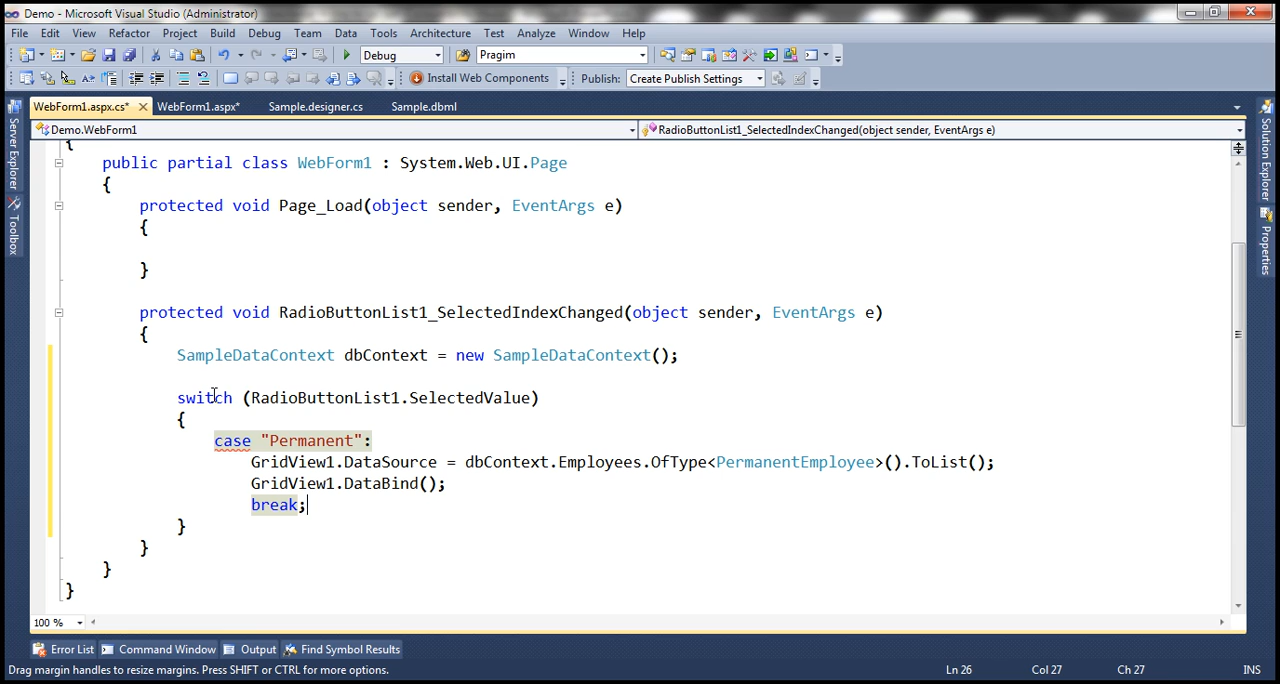 Demo - Microsoft Visual Studio (Administrator)
File Edit View Refactor Project Build Debug Team Data Tools Architecture Test Analyze Window Help
Debug Pragim
Install Web Components Publish: Create Publish Settings
WebForm1.aspx.cs* WebForm1.aspx* Sample.designer.cs Sample.dbml
Demo.WebForm1 RadioButtonList1_SelectedIndexChanged(object sender, EventArgs e)
Server Explorer
Toolbox
Solution Explorer
Properties
{
public partial class WebForm1 : System.Web.UI.Page
{
protected void Page_Load(object sender, EventArgs e)
{
}
protected void RadioButtonList1_SelectedIndexChanged(object sender, EventArgs e)
{
SampleDataContext dbContext = new SampleDataContext();
switch (RadioButtonList1.SelectedValue)
{
case "Permanent":
GridView1.DataSource = dbContext.Employees.OfType<PermanentEmployee>().ToList();
GridView1.DataBind();
break;
}
}
}
}
100 %
Error List Command Window Output Find Symbol Results
Drag margin handles to resize margins. Press SHIFT or CTRL for more options. Ln 26 Col 27 Ch 27 INS